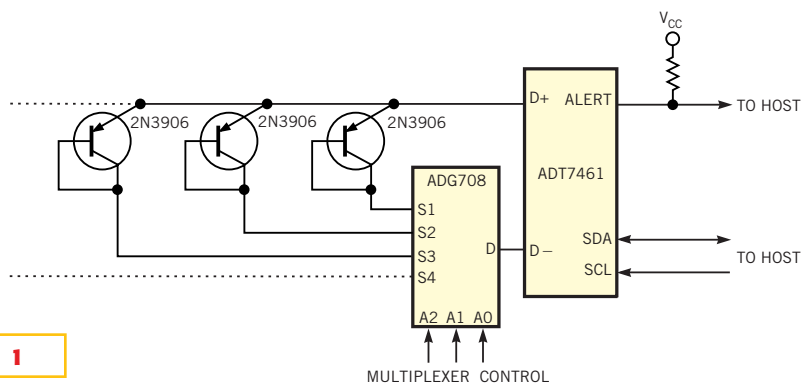 V_CC
D+ ALERT
TO HOST
2N3906 2N3906 2N3906
ADG708
ADT7461
S1
S2
S3
S4
D
D−
SDA
SCL
TO HOST
A2 A1 A0
1
MULTIPLEXER CONTROL